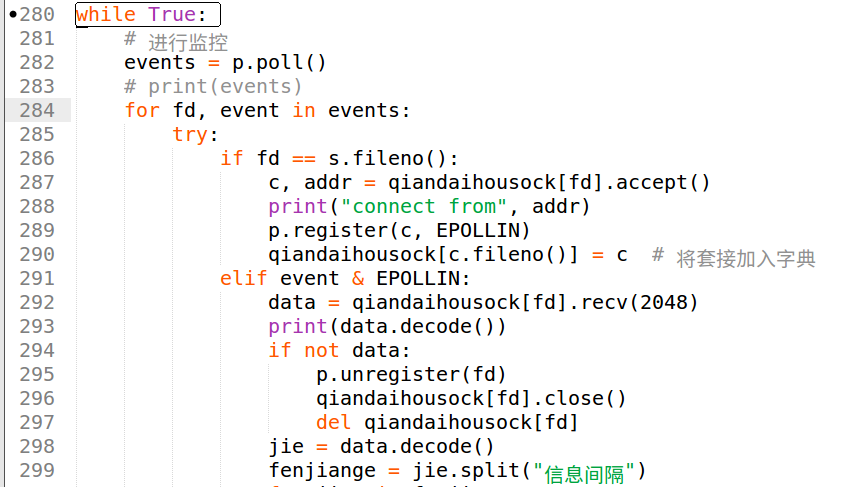 280 while True:
281 # 进行监控
282 events = p.poll()
283 # print(events)
284 for fd, event in events:
285 try:
286 if fd == s.fileno():
287 c, addr = qiandaihousock[fd].accept()
288 print("connect from", addr)
289 p.register(c, EPOLLIN)
290 qiandaihousock[c.fileno()] = c  # 将套接加入字典
291 elif event & EPOLLIN:
292 data = qiandaihousock[fd].recv(2048)
293 print(data.decode())
294 if not data:
295 p.unregister(fd)
296 qiandaihousock[fd].close()
297 del qiandaihousock[fd]
298 jie = data.decode()
299 fenjiange = jie.split("信息间隔")